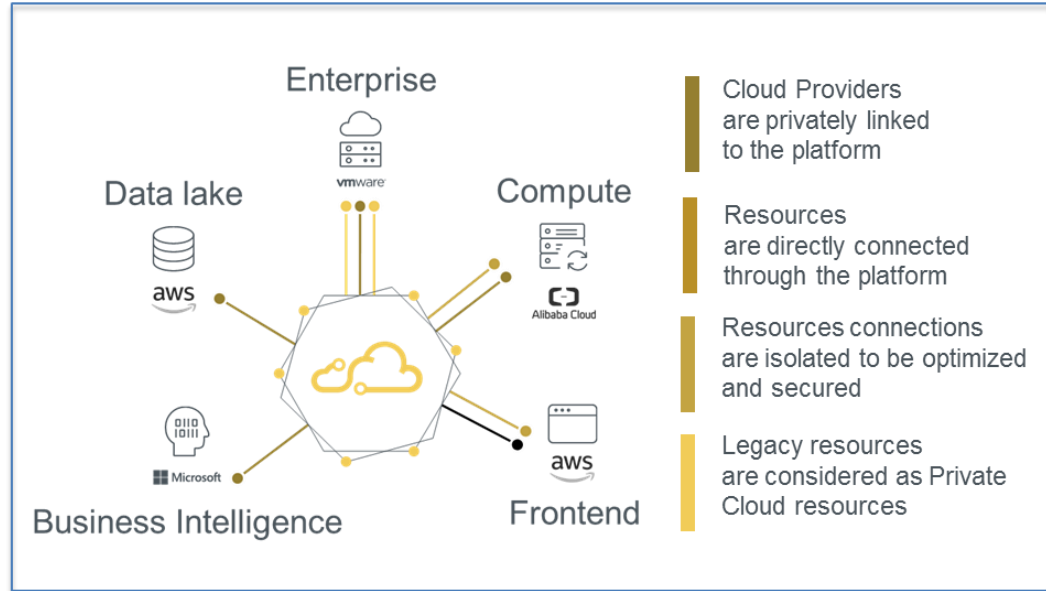 Enterprise
vmware
Data lake
aws
Compute
Alibaba Cloud
0110
0111
Microsoft
Business Intelligence
aws
Frontend
Cloud Providers
are privately linked
to the platform
Resources
are directly connected
through the platform
Resources connections
are isolated to be optimized
and secured
Legacy resources
are considered as Private
Cloud resources